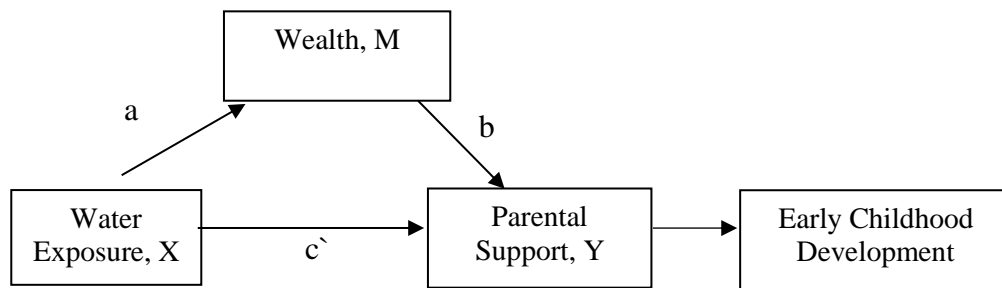 Wealth, M
a
b
Water
Exposure, X
c`
Parental
Support, Y
Early Childhood
Development